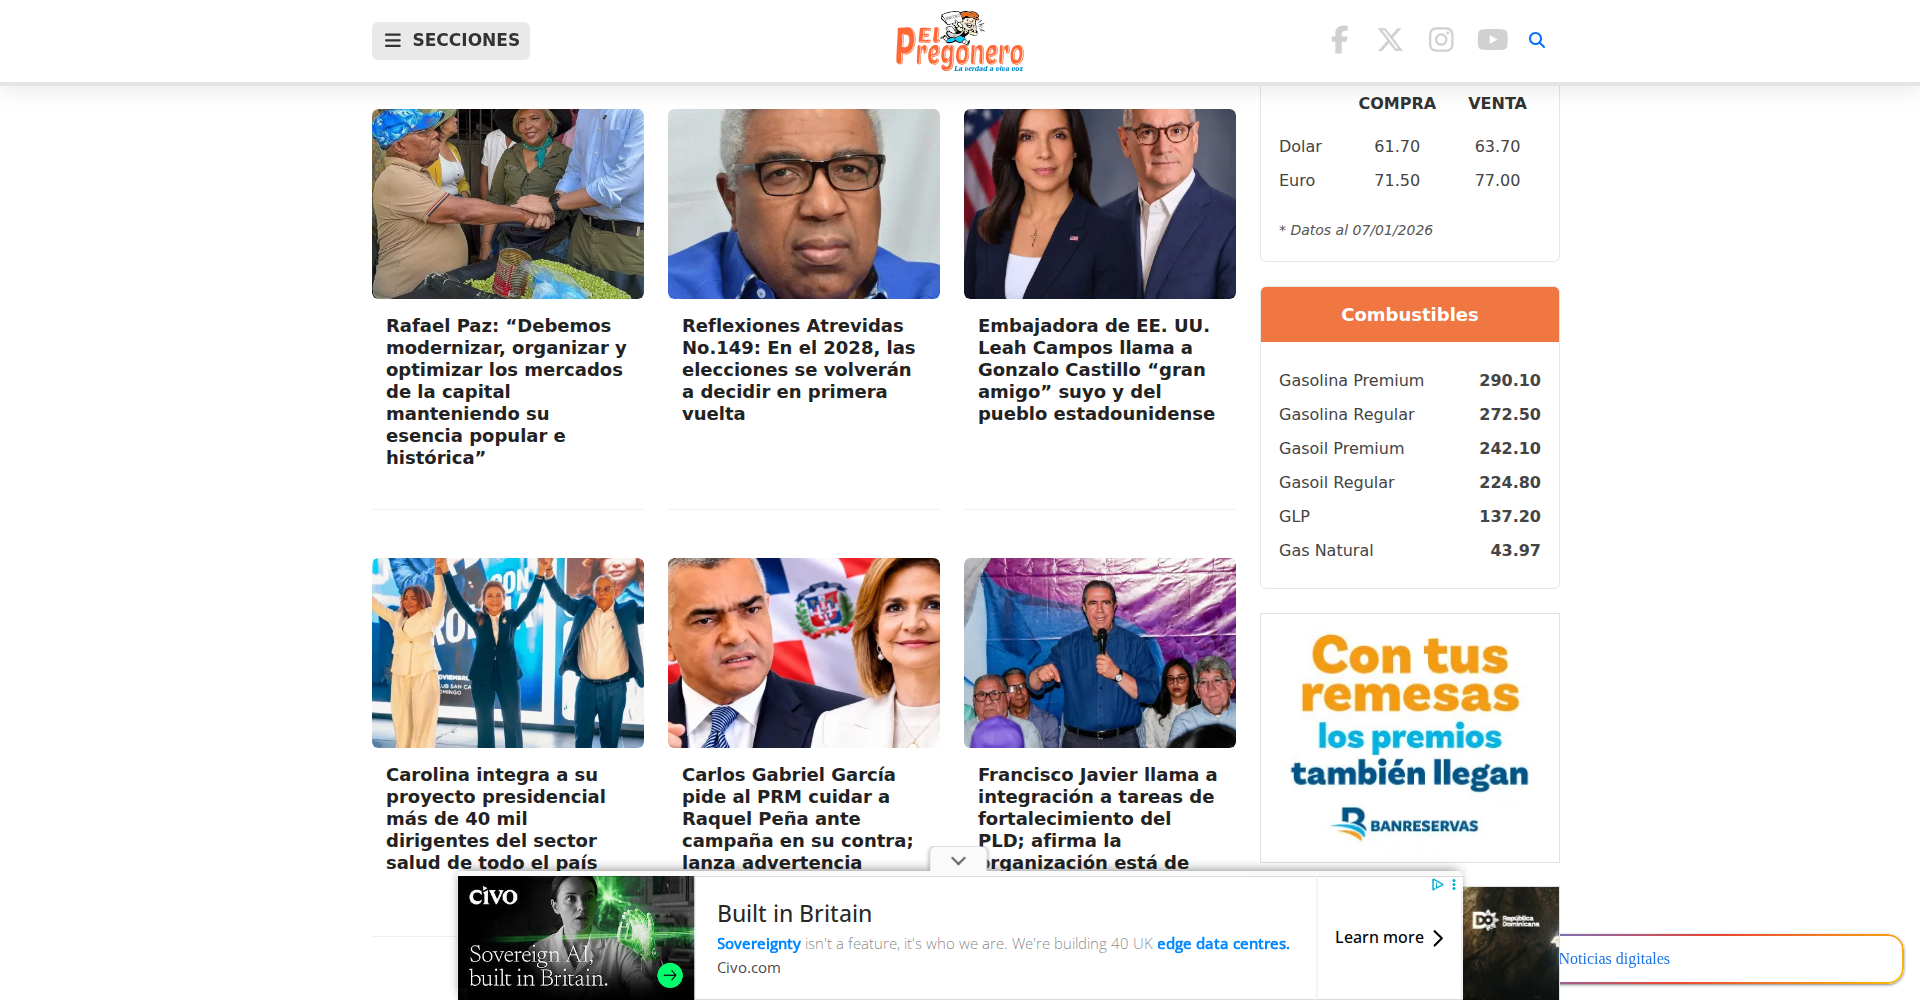 SECCIONES
EL
Pregonero
La verdad a viva voz
COMPRA VENTA
Dolar 61.70 63.70
Euro 71.50 77.00
* Datos al 07/01/2026
Combustibles
Gasolina Premium 290.10
Gasolina Regular 272.50
Gasoil Premium 242.10
Gasoil Regular 224.80
GLP 137.20
Gas Natural 43.97
Rafael Paz: “Debemos
modernizar, organizar y
optimizar los mercados
de la capital
manteniendo su
esencia popular e
histórica”
Reflexiones Atrevidas
No.149: En el 2028, las
elecciones se volverán
a decidir en primera
vuelta
Embajadora de EE. UU.
Leah Campos llama a
Gonzalo Castillo “gran
amigo” suyo y del
pueblo estadounidense
CON
Carolina integra a su
proyecto presidencial
más de 40 mil
dirigentes del sector
salud de todo el país
Carlos Gabriel García
pide al PRM cuidar a
Raquel Peña ante
campaña en su contra;
lanza advertencia
Francisco Javier llama a
integración a tareas de
fortalecimiento del
PLD; afirma la
organización está de
Con tus
remesas
los premios
también llegan
BANRESERVAS
CIVO
Sovereign AI,
built in Britain.
Built in Britain
Sovereignty isn't a feature, it's who we are. We're building 40 UK edge data centres.
Civo.com
Learn more
DO República
Dominicana
Noticias digitales